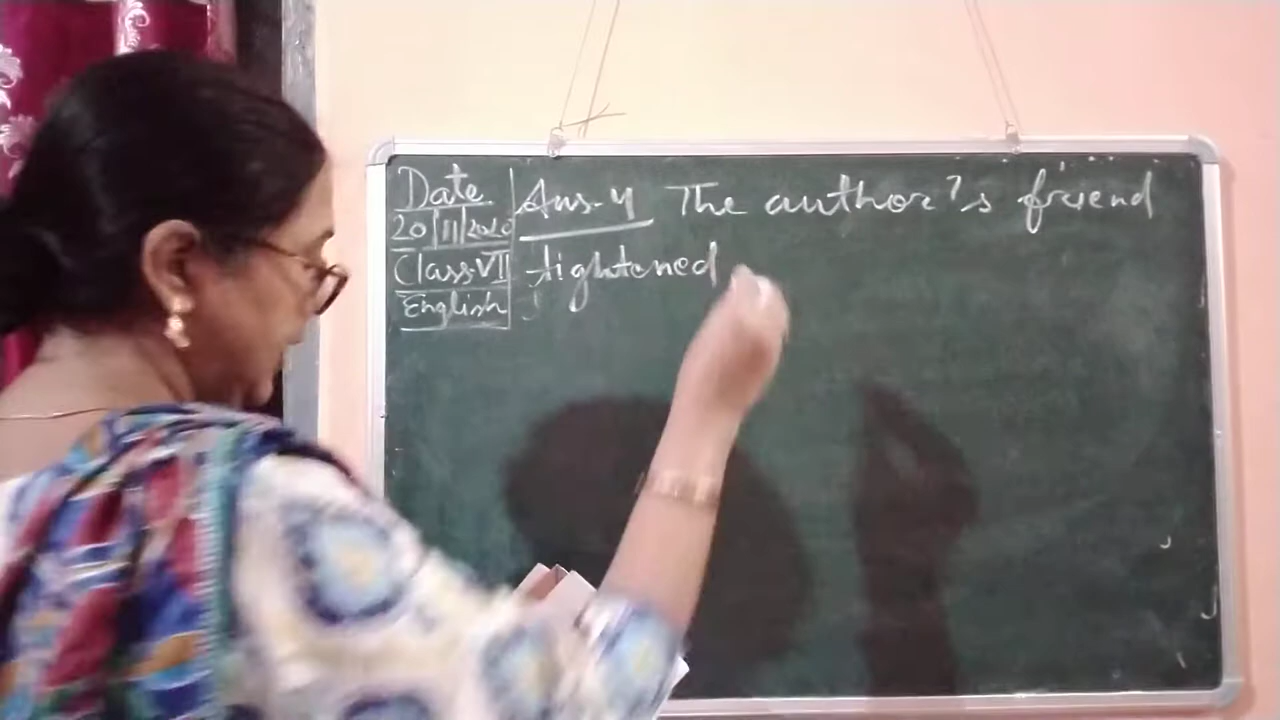 Date
20/11/2020
Class-VII
English
Ans-4 The author's friend
tightened